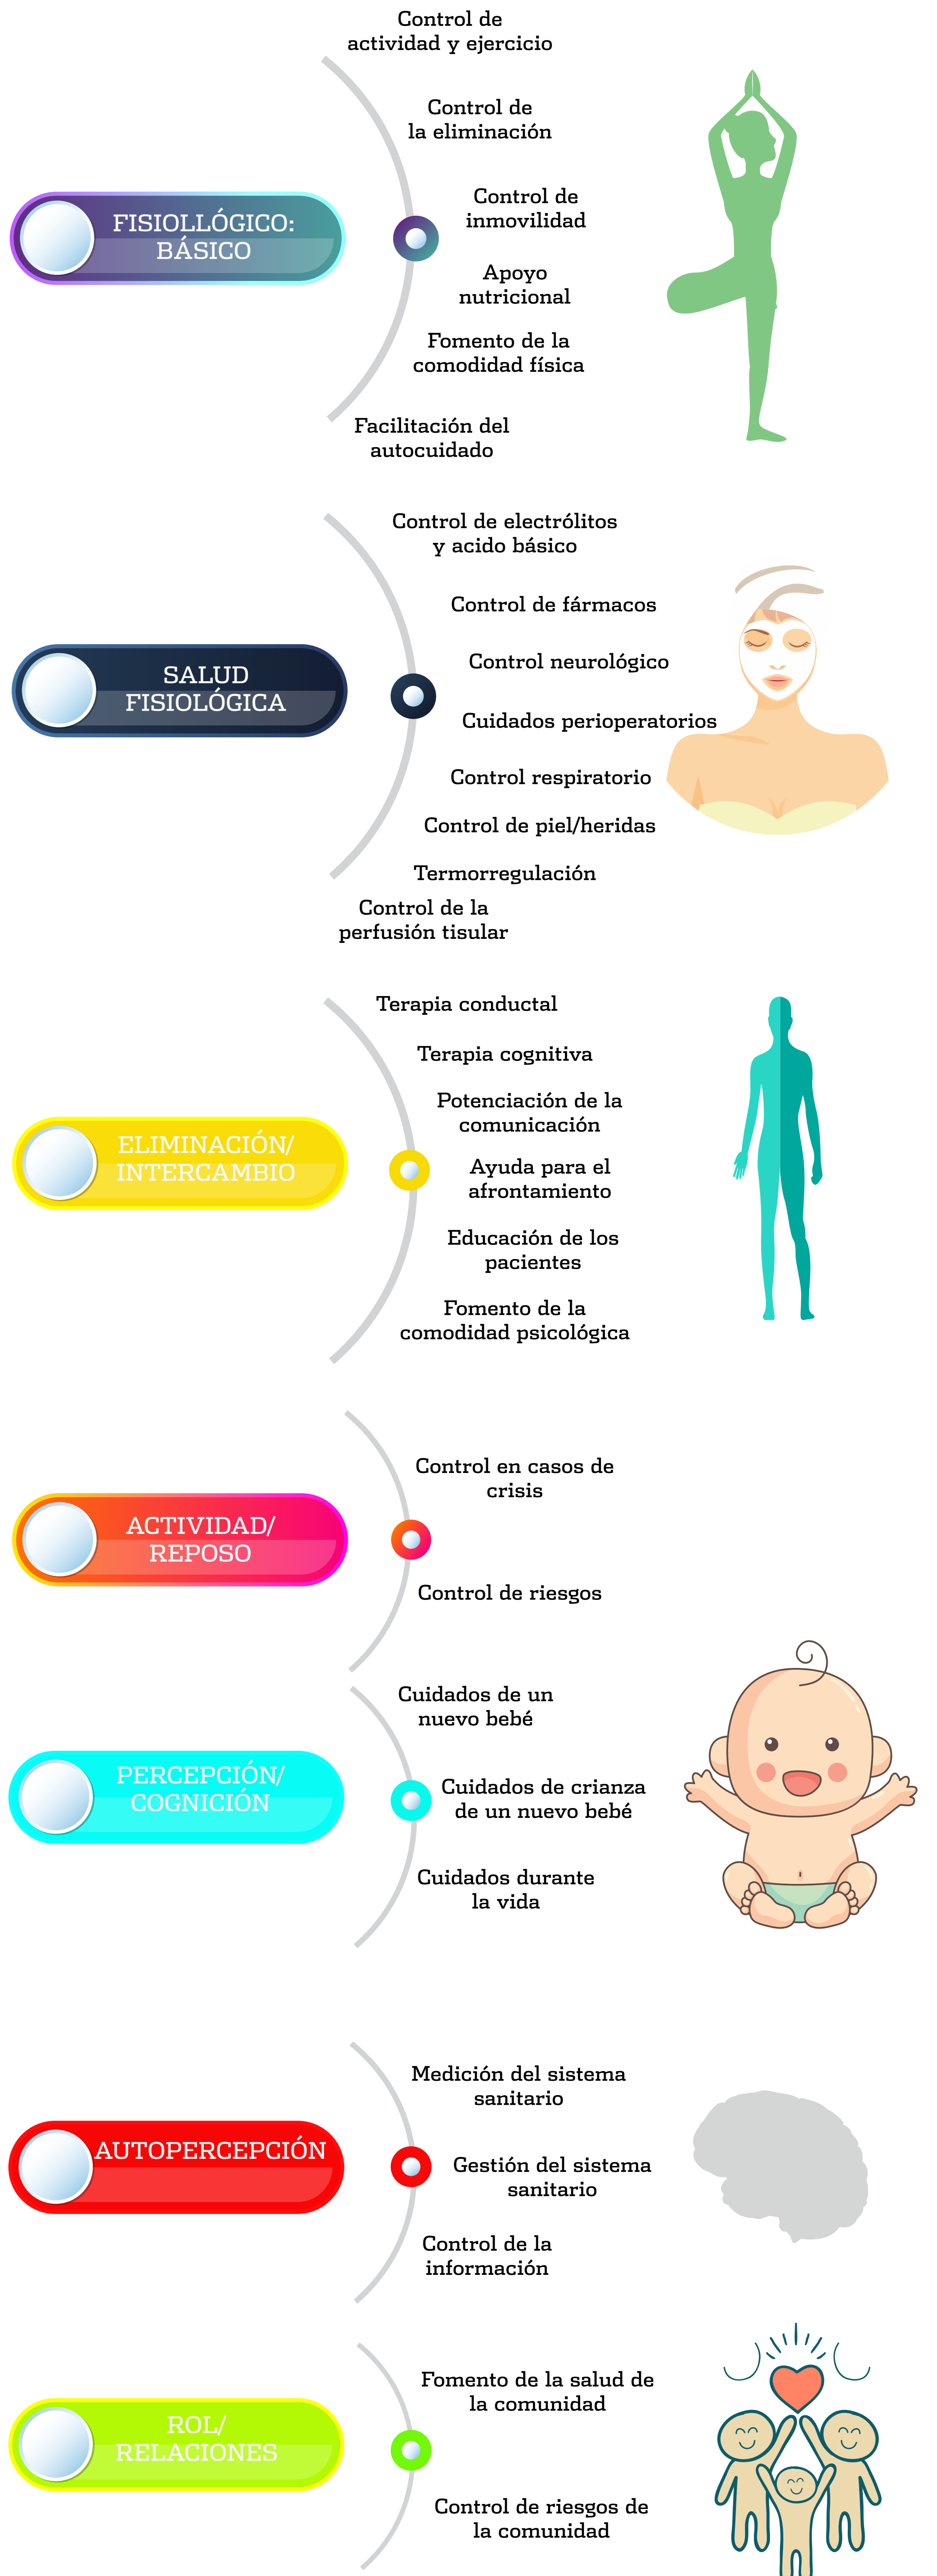 Control de
actividad y ejercicio
Control de
la eliminación
FISIOLLÓGICO:
BÁSICO
Control de
inmovilidad
Apoyo
nutricional
Fomento de la
comodidad física
Facilitación del
autocuidado
Control de electrólitos
y acido básico
Control de fármacos
SALUD
FISIOLÓGICA
Control neurológico
Cuidados perioperatorios
Control respiratorio
Control de piel/heridas
Termorregulación
Control de la
perfusión tisular
Terapia conductal
Terapia cognitiva
Potenciación de la
comunicación
ELIMINACIÓN/
INTERCAMBIO
Ayuda para el
afrontamiento
Educación de los
pacientes
Fomento de la
comodidad psicológica
Control en casos de
crisis
ACTIVIDAD/
REPOSO
Control de riesgos
Cuidados de un
nuevo bebé
PERCEPCIÓN/
COGNICIÓN
Cuidados de crianza
de un nuevo bebé
Cuidados durante
la vida
Medición del sistema
sanitario
AUTOPERCEPCIÓN
Gestión del sistema
sanitario
Control de la
información
Fomento de la salud de
la comunidad
ROL/
RELACIONES
Control de riesgos de
la comunidad